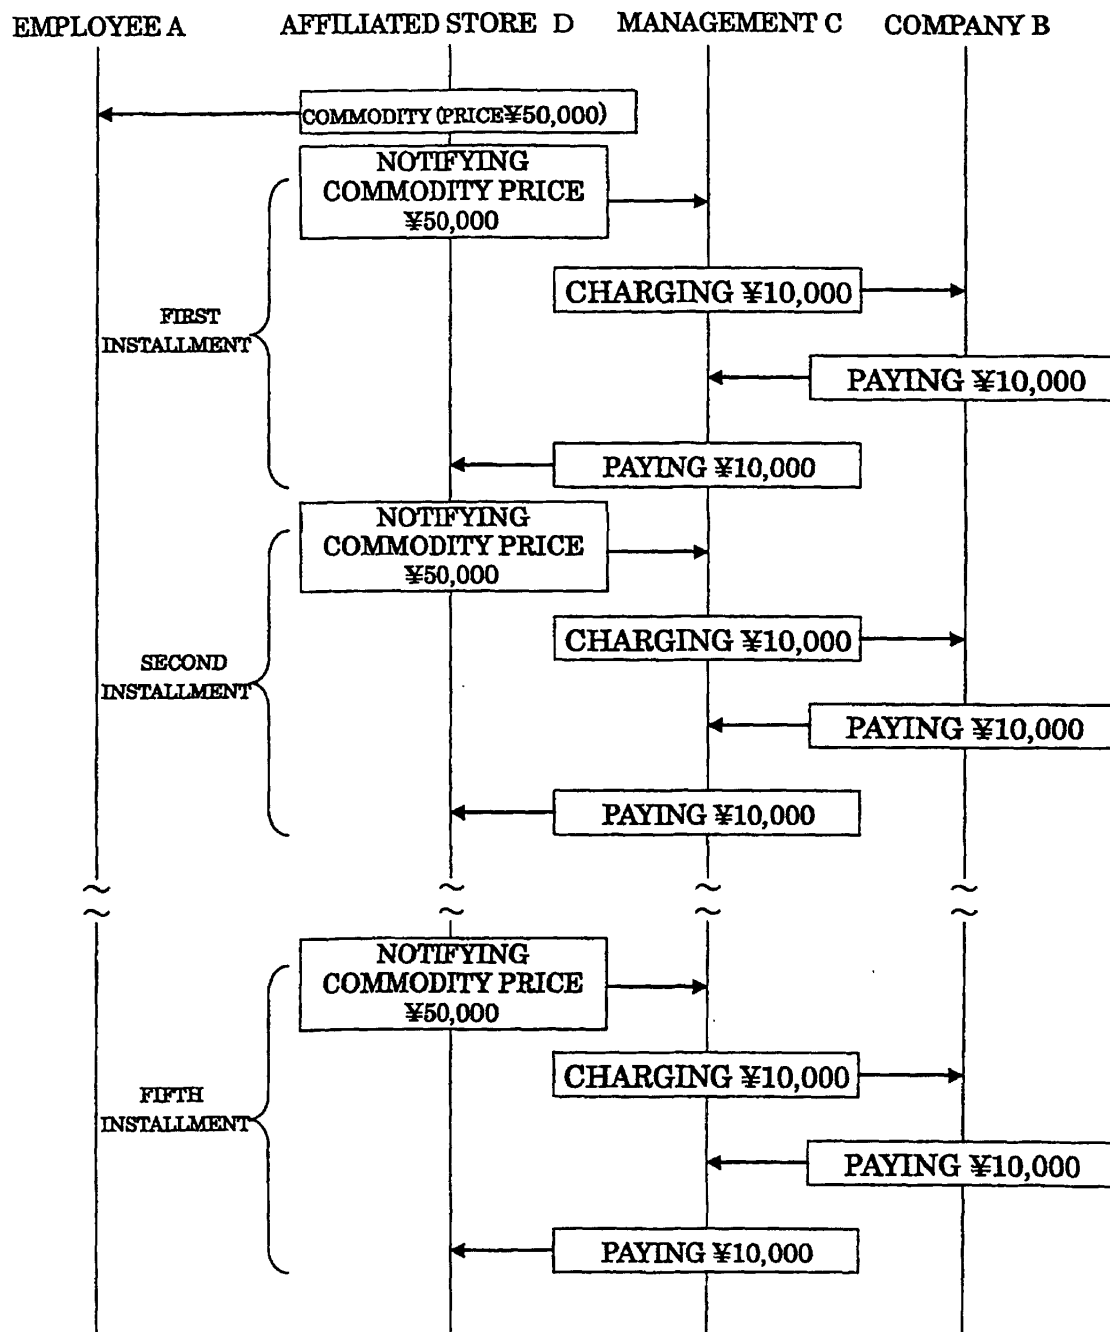 EMPLOYEE A AFFILIATED STORE D MANAGEMENT C COMPANY B
COMMODITY (PRICE¥50,000)
NOTIFYING
COMMODITY PRICE
¥50,000
CHARGING ¥10,000
FIRST
INSTALLMENT
PAYING ¥10,000
PAYING ¥10,000
NOTIFYING
COMMODITY PRICE
¥50,000
CHARGING ¥10,000
SECOND
INSTALLMENT
PAYING ¥10,000
PAYING ¥10,000
~ ~ ~ ~
~ ~ ~ ~
NOTIFYING
COMMODITY PRICE
¥50,000
CHARGING ¥10,000
FIFTH
INSTALLMENT
PAYING ¥10,000
PAYING ¥10,000